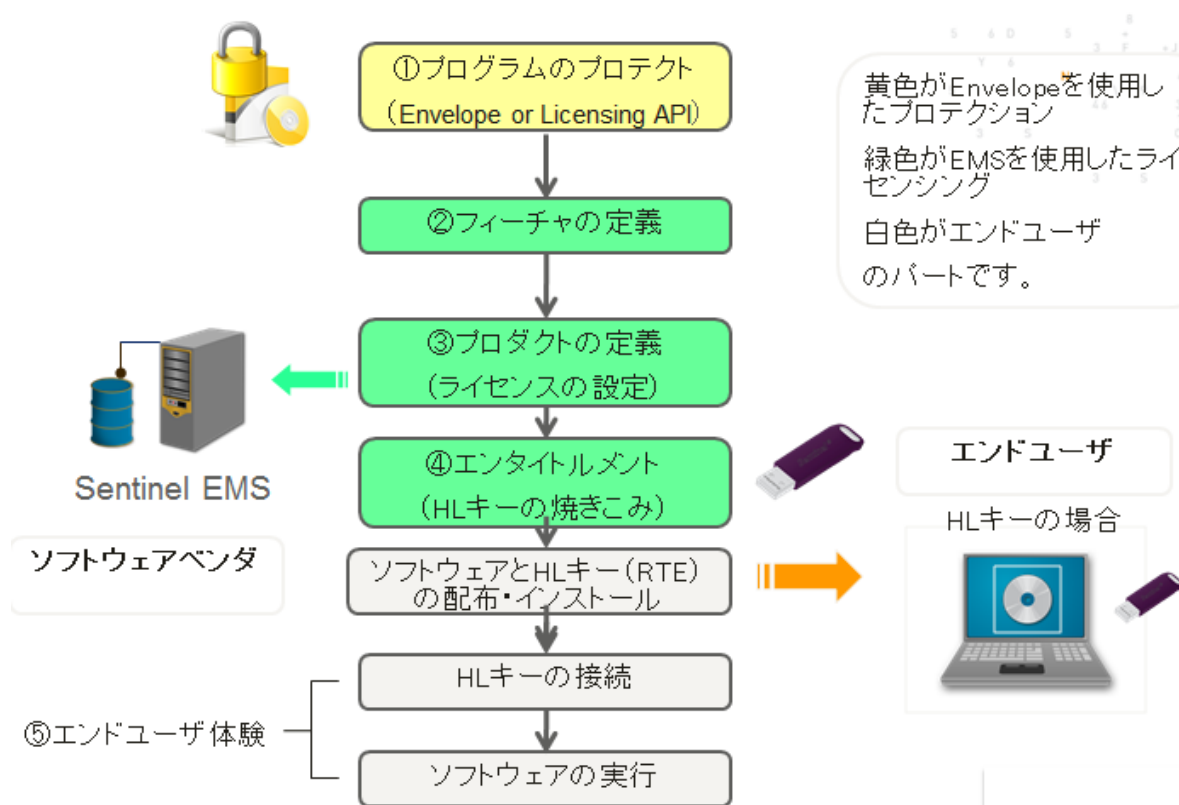 ①プログラムのプロテクト
(Envelope or Licensing API)
黄色がEnvelopeを使用し
たプロテクション
緑色がEMSを使用したライ
センシング
白色がエンドユーザ
のパートです。
②フィーチャの定義
③プロダクトの定義
(ライセンスの設定)
Sentinel EMS
④エンタイトルメント
(HLキーの焼きこみ)
エンドユーザ
HLキーの場合
ソフトウェアベンダ
ソフトウェアとHLキー(RTE)
の配布・インストール
HLキーの接続
⑤エンドユーザ体験
ソフトウェアの実行